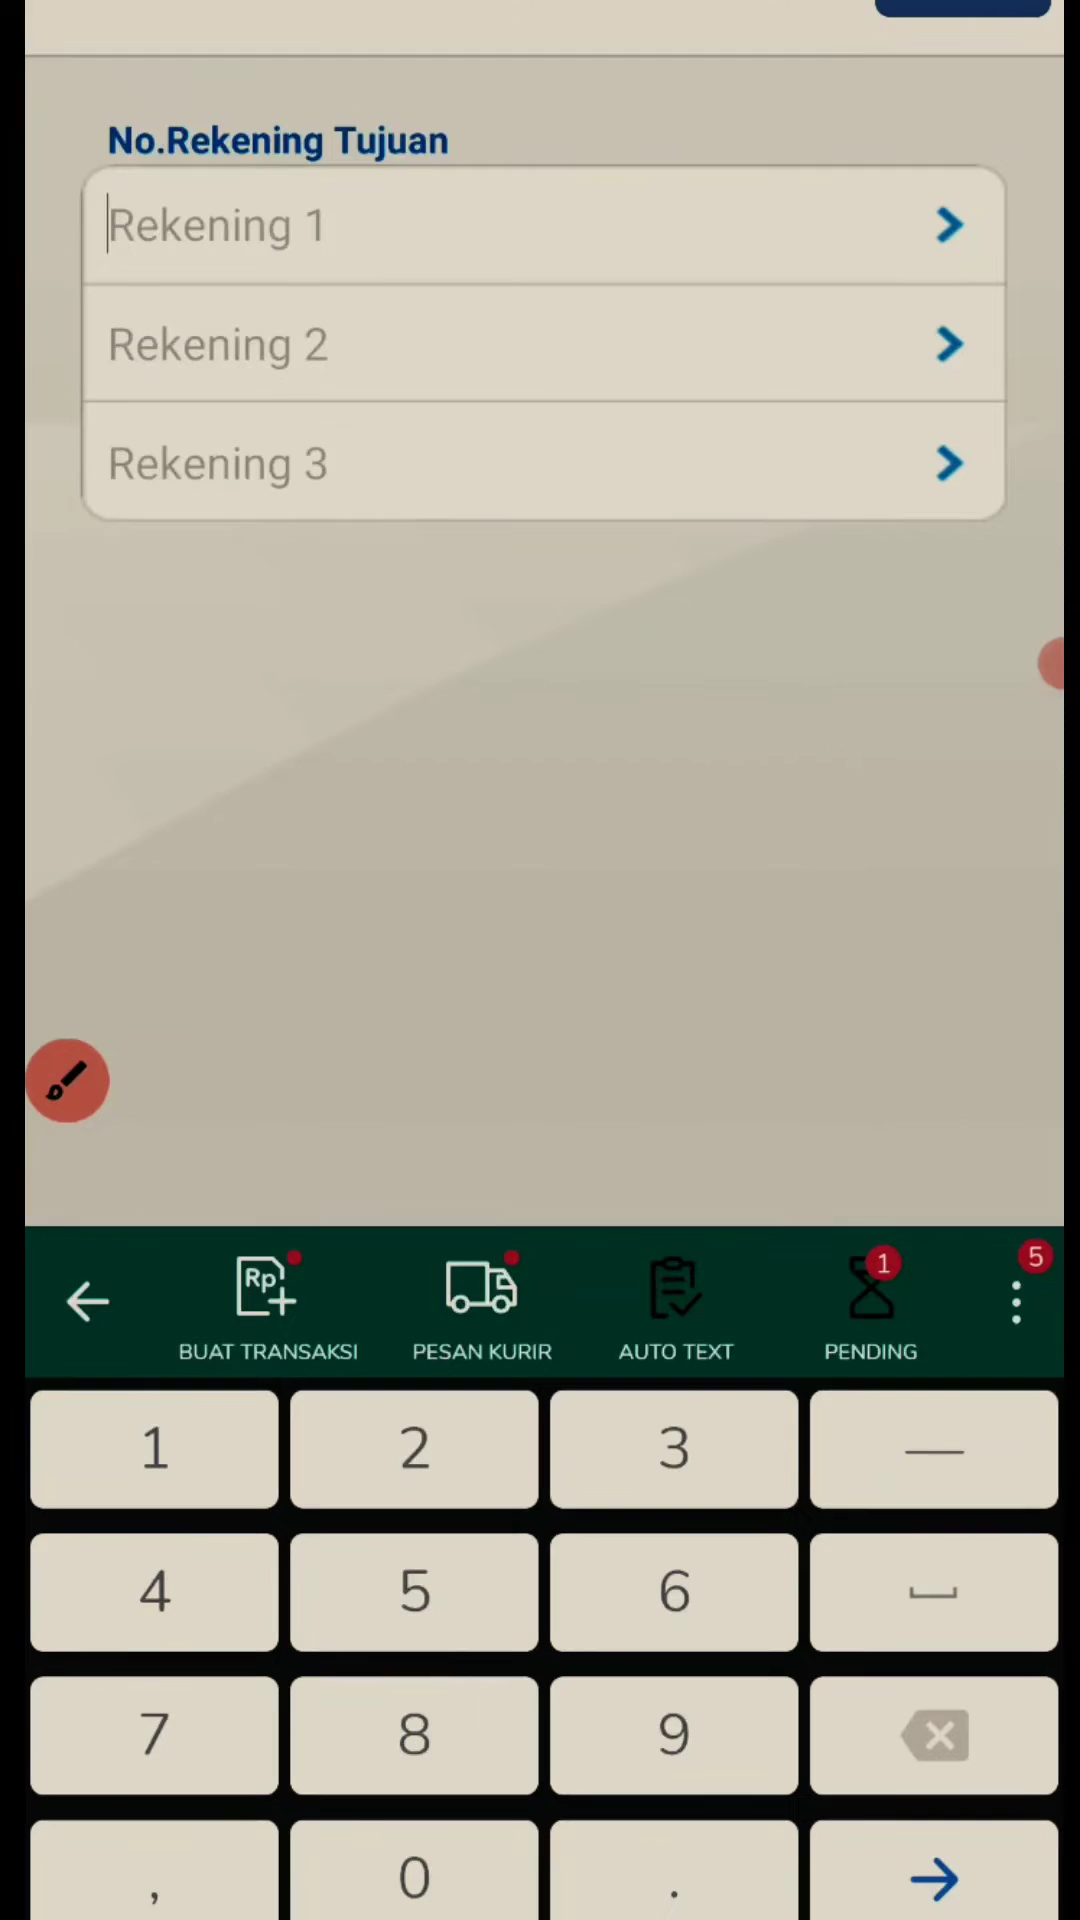 No.Rekening Tujuan
Rekening 1
Rekening 2
Rekening 3
Rp
1
5
BUAT TRANSAKSI PESAN KURIR AUTO TEXT PENDING
1 2 3 —
4 5 6
7 8 9
, 0 .